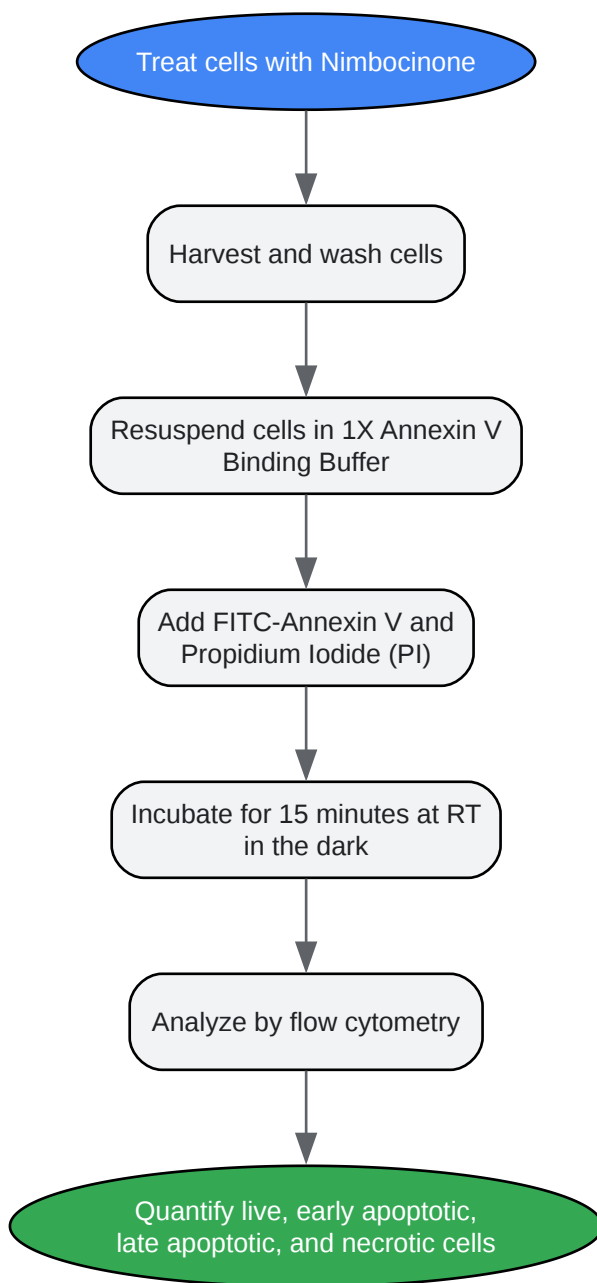 Treat cells with Nimbocinone
Harvest and wash cells
Resuspend cells in 1X Annexin V
Binding Buffer
Add FITC-Annexin V and
Propidium Iodide (PI)
Incubate for 15 minutes at RT
in the dark
Analyze by flow cytometry
Quantify live, early apoptotic,
late apoptotic, and necrotic cells